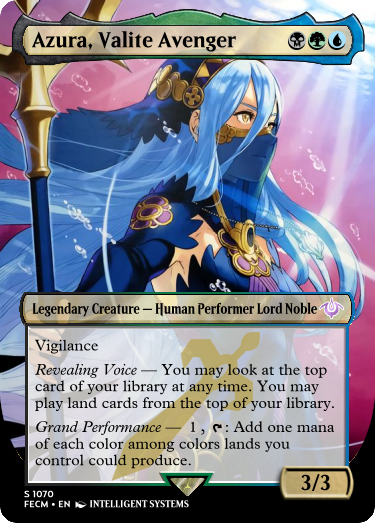 Azura, Valite Avenger
Legendary Creature — Human Performer Lord Noble
Vigilance
Revealing Voice — You may look at the top
card of your library at any time. You may
play land cards from the top of your library.
Grand Performance — 1 , : Add one mana
of each color among colors lands you
control could produce.
3/3
S 1070
FECM • EN INTELLIGENT SYSTEMS